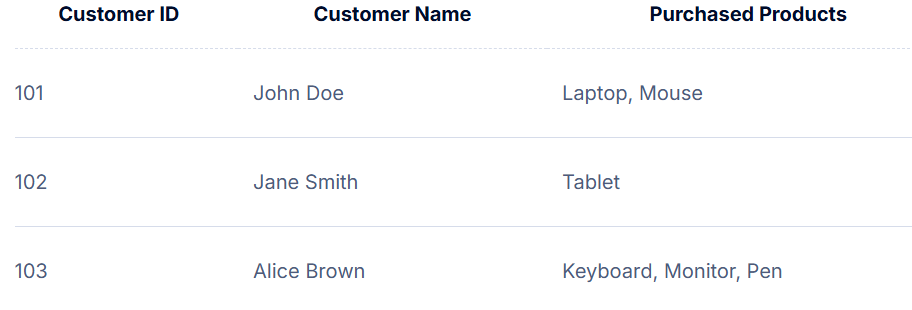 Customer ID Customer Name Purchased Products
101 John Doe Laptop, Mouse
102 Jane Smith Tablet
103 Alice Brown Keyboard, Monitor, Pen